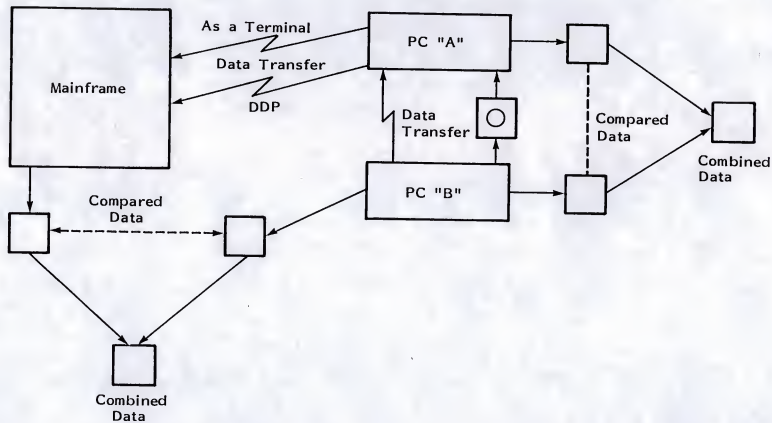 As a Terminal
PC "A"
Mainframe
Data Transfer
DDP
Data
Transfer
Compared
Data
Combined
Data
PC "B"
Compared
Data
Combined
Data